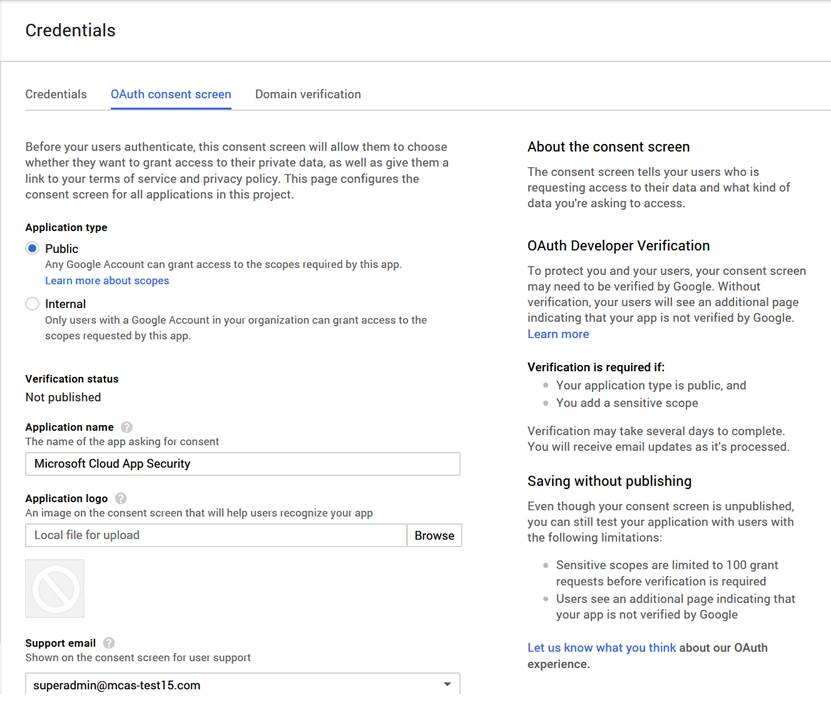 Credentials
Credentials
OAuth consent screen
Domain verification
Before your users authenticate, this consent screen will allow them to choose
whether they want to grant access to their private data, as well as give them a
link to your terms of service and privacy policy. This page configures the
consent screen for all applications in this project.
Application type
Public
Any Google Account can grant access to the scopes required by this app.
Learn more about scopes
Internal
Only users with a Google Account in your organization can grant access to the
scopes requested by this app.
Verification status
Not published
Application name ?
The name of the app asking for consent
Microsoft Cloud App Security
Application logo ?
An image on the consent screen that will help users recognize your app
Local file for upload
Browse
Support email ?
Shown on the consent screen for user support
superadmin@mcas-test15.com
About the consent screen
The consent screen tells your users who is
requesting access to their data and what kind of
data you're asking to access.
OAuth Developer Verification
To protect you and your users, your consent screen
may need to be verified by Google. Without
verification, your users will see an additional page
indicating that your app is not verified by Google.
Learn more
Verification is required if:
Your application type is public, and
You add a sensitive scope
Verification may take several days to complete.
You will receive email updates as it's processed.
Saving without publishing
Even though your consent screen is unpublished,
you can still test your application with users with
the following limitations:
Sensitive scopes are limited to 100 grant
requests before verification is required
Users see an additional page indicating that
your app is not verified by Google
Let us know what you think about our OAuth
experience.